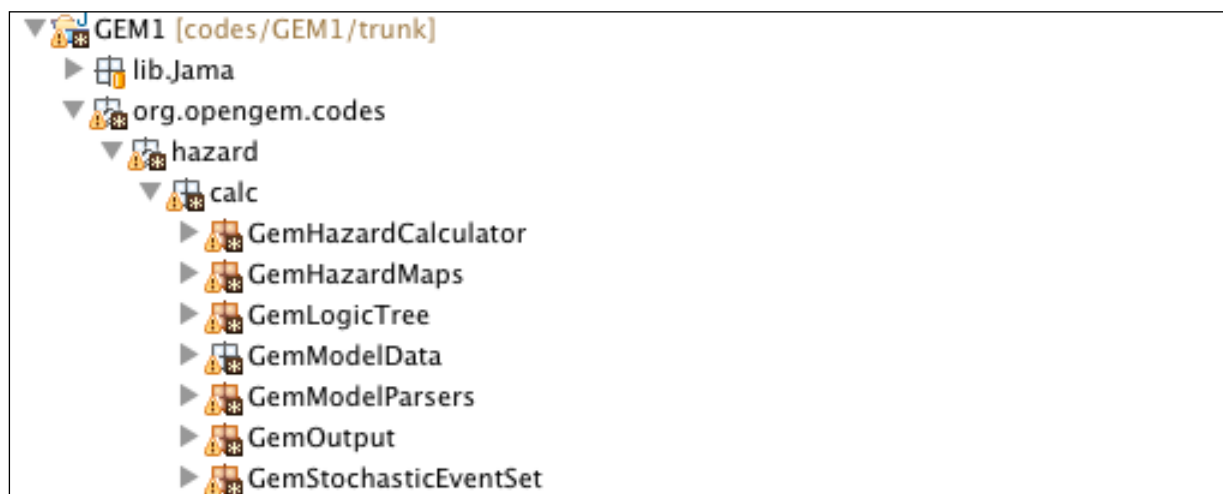 GEM1 [codes/GEM1/trunk]
lib.Jama
org.opengem.codes
hazard
calc
GemHazardCalculator
GemHazardMaps
GemLogicTree
GemModelData
GemModelParsers
GemOutput
GemStochasticEventSet